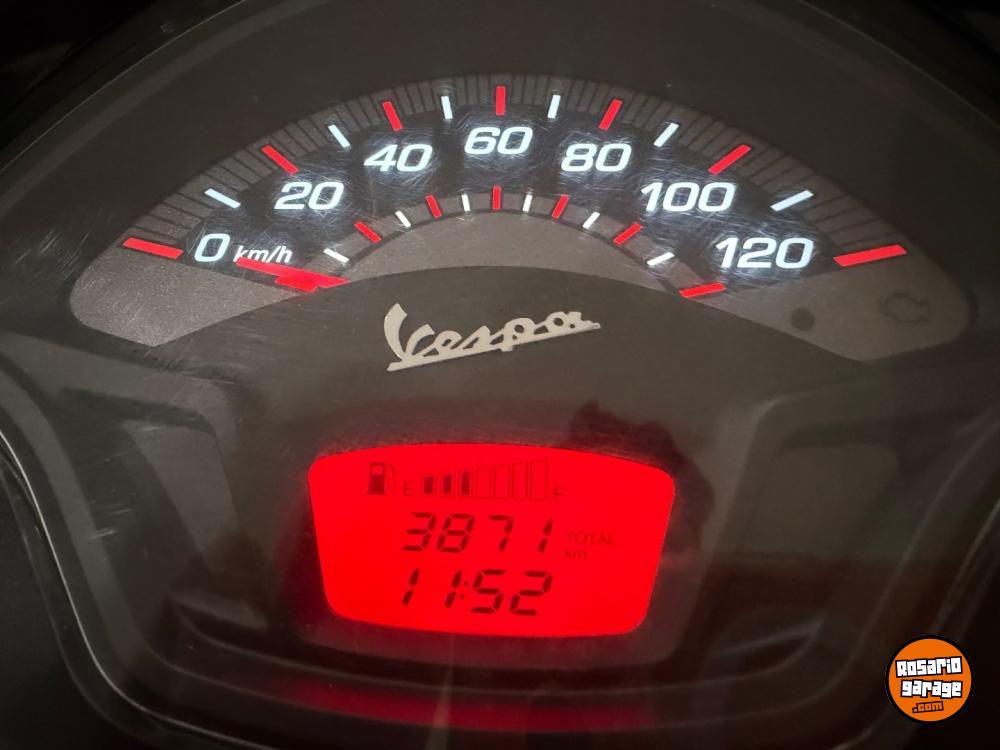 0 km/h 20 40 60 80 100 120
Vespa
E F
3871 TOTAL km
11:52
Rosario
garage
.com